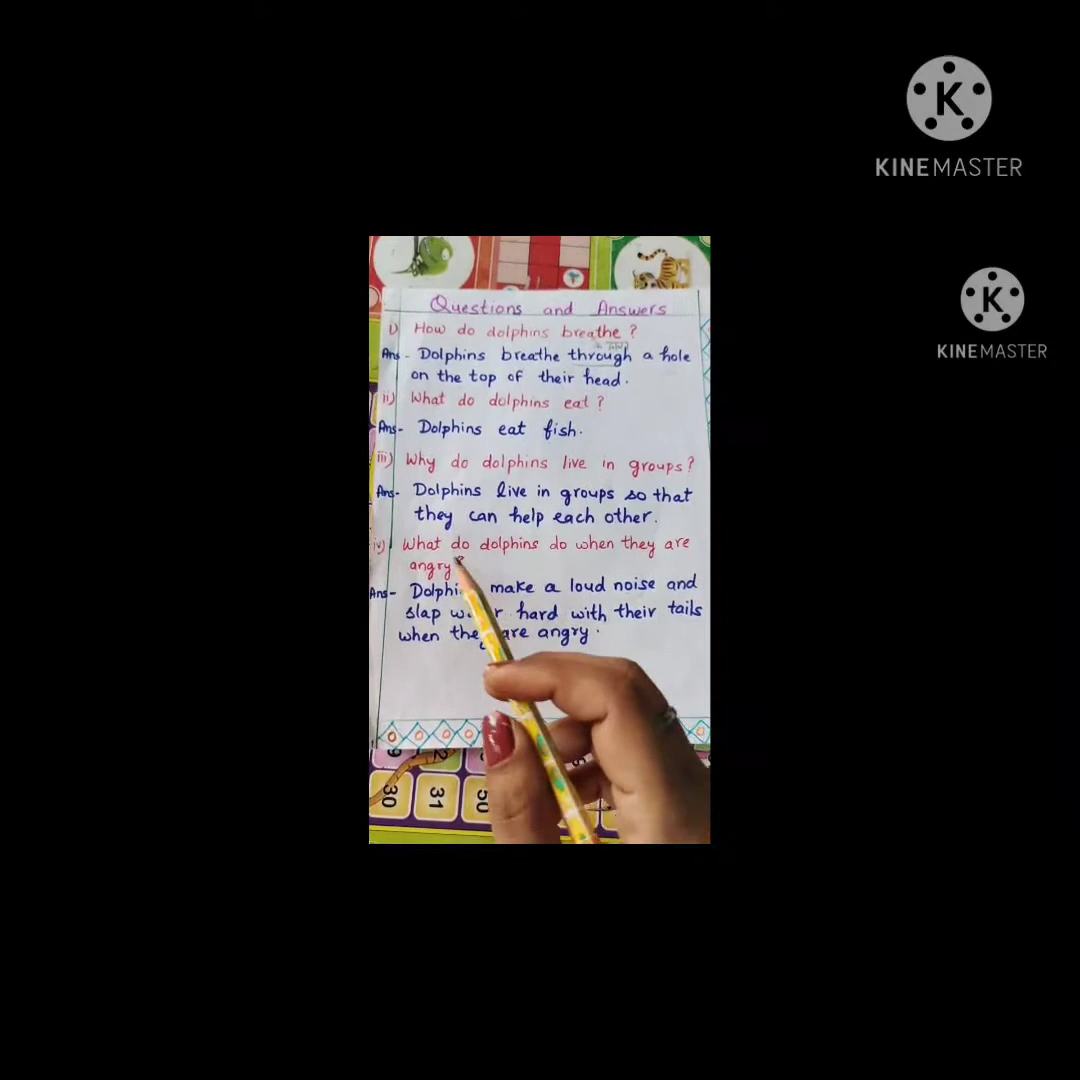 KINEMASTER
KINEMASTER
Questions and Answers
i) How do dolphins breathe ?
Ans - Dolphins breathe through a hole
on the top of their head.
ii) What do dolphins eat ?
Ans- Dolphins eat fish.
iii) Why do dolphins live in groups?
Ans- Dolphins live in groups so that
they can help each other.
iv) What do dolphins do when they are
angry?
Ans- make a loud noise and
slap hard with their tails
when are angry.
30 31 50